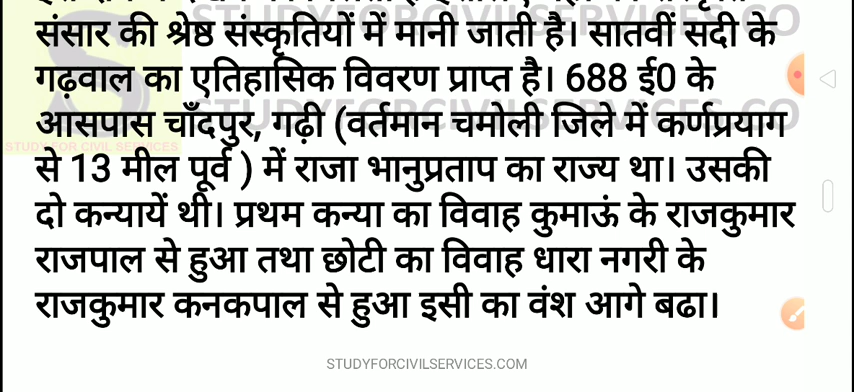 संसार की श्रेष्ठ संस्कृतियों में मानी जाती है। सातवीं सदी के
गढ़वाल का एतिहासिक विवरण प्राप्त है। 688 ई0 के
आसपास चाँदपुर, गढ़ी (वर्तमान चमोली जिले में कर्णप्रयाग
से 13 मील पूर्व ) में राजा भानुप्रताप का राज्य था। उसकी
दो कन्यायें थी। प्रथम कन्या का विवाह कुमाऊं के राजकुमार
राजपाल से हुआ तथा छोटी का विवाह धारा नगरी के
राजकुमार कनकपाल से हुआ इसी का वंश आगे बढा।
STUDYFORCIVILSERVICES.COM